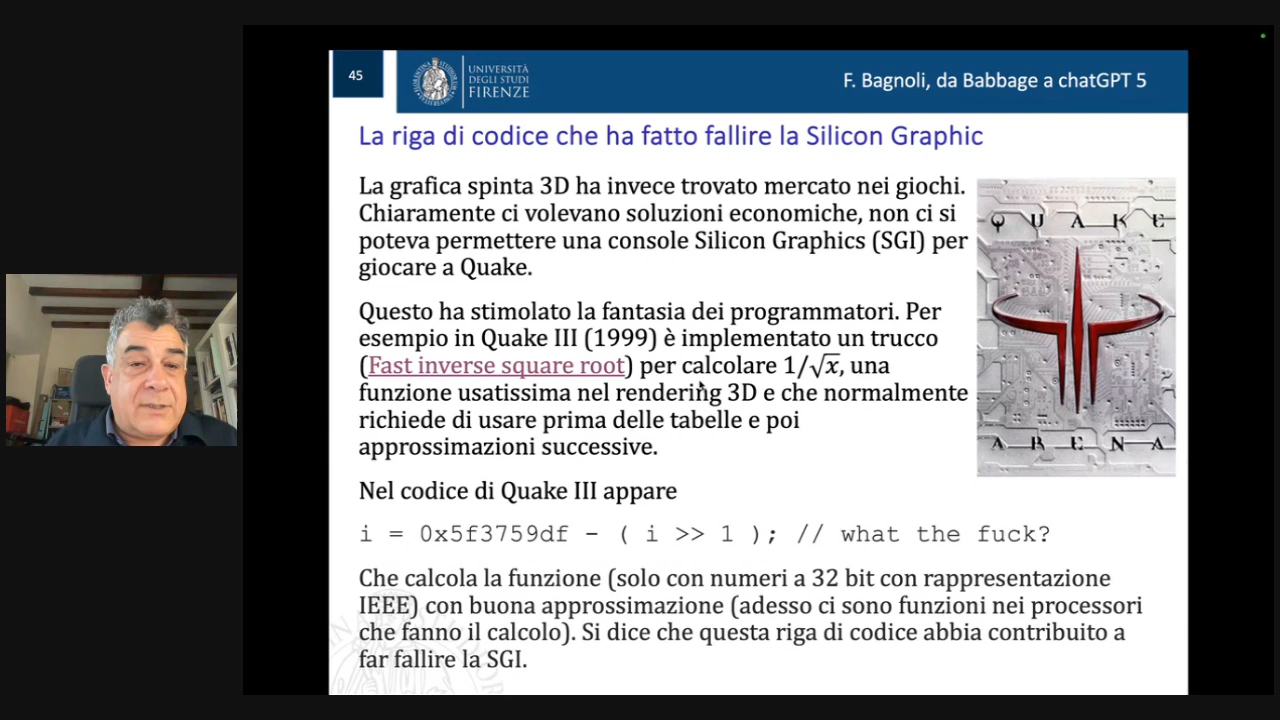 45
UNIVERSITÀ
DEGLI STUDI
FIRENZE
F. Bagnoli, da Babbage a chatGPT 5
La riga di codice che ha fatto fallire la Silicon Graphic
La grafica spinta 3D ha invece trovato mercato nei giochi.
Chiaramente ci volevano soluzioni economiche, non ci si
poteva permettere una console Silicon Graphics (SGI) per
giocare a Quake.
Questo ha stimolato la fantasia dei programmatori. Per
esempio in Quake III (1999) è implementato un trucco
(Fast inverse square root) per calcolare 1/√x, una
funzione usatissima nel rendering 3D e che normalmente
richiede di usare prima delle tabelle e poi
approssimazioni successive.
QUAKE
ARENA
Nel codice di Quake III appare
i = 0x5f3759df - ( i >> 1 ); // what the fuck?
Che calcola la funzione (solo con numeri a 32 bit con rappresentazione
IEEE) con buona approssimazione (adesso ci sono funzioni nei processori
che fanno il calcolo). Si dice che questa riga di codice abbia contribuito a
far fallire la SGI.